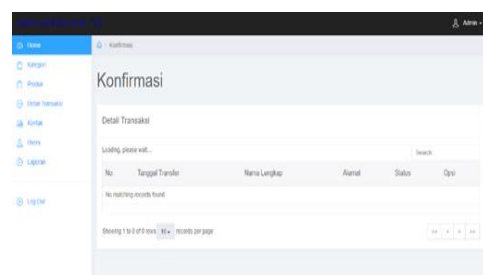 Admin
Home
Konfirmasi
Kategori
Produk
Detail Transaksi
Kontak
Laporan
Log Out
Konfirmasi
Detail Transaksi
Loading, please wait...
Search
No. Tanggal Transfer Nama Lengkap Alamat Status Opsi
No matching records found
Showing 1 to 0 of 0 rows 10 records per page